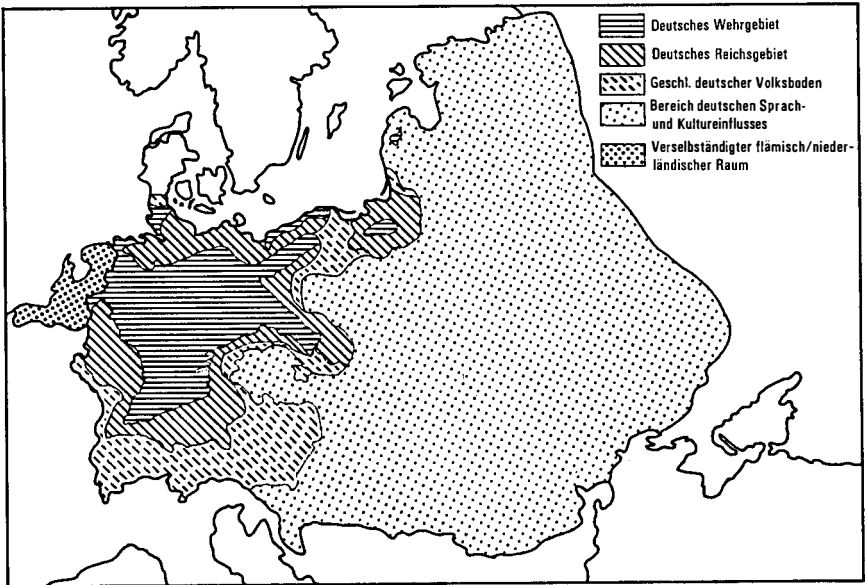 Deutsches Wehrgebiet
Deutsches Reichsgebiet
Geschl. deutscher Volksboden
Bereich deutschen Sprach-
und Kultureinflusses
Verselbständigter flämisch/nieder-
ländischer Raum